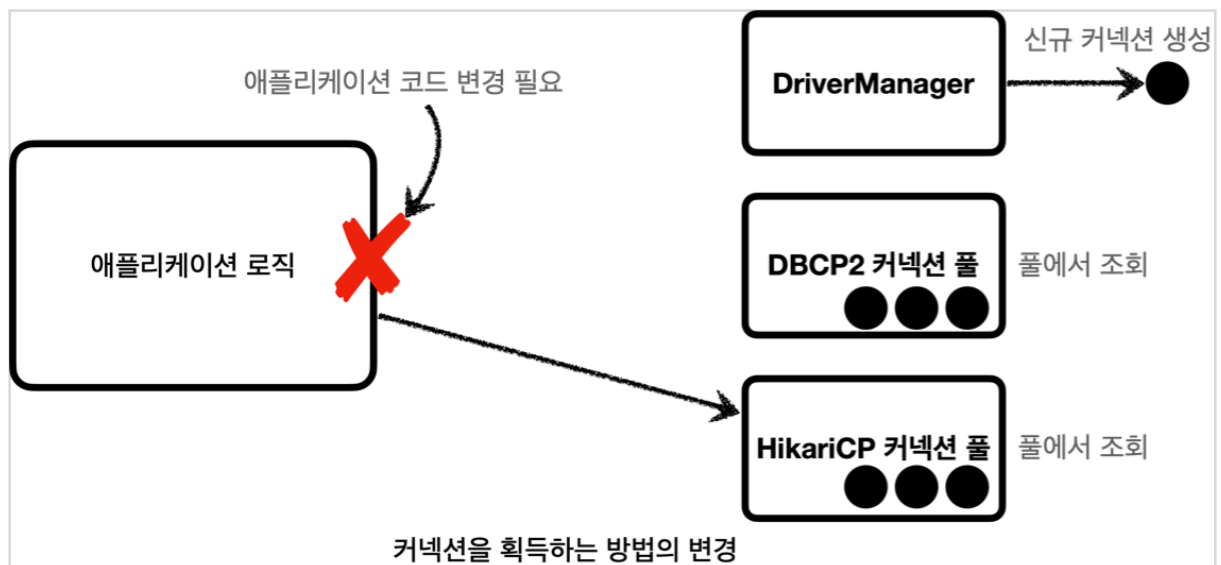 신규 커넥션 생성
애플리케이션 코드 변경 필요
DriverManager
애플리케이션 로직
DBCP2 커넥션 풀
풀에서 조회
HikariCP 커넥션 풀
풀에서 조회
커넥션을 획득하는 방법의 변경